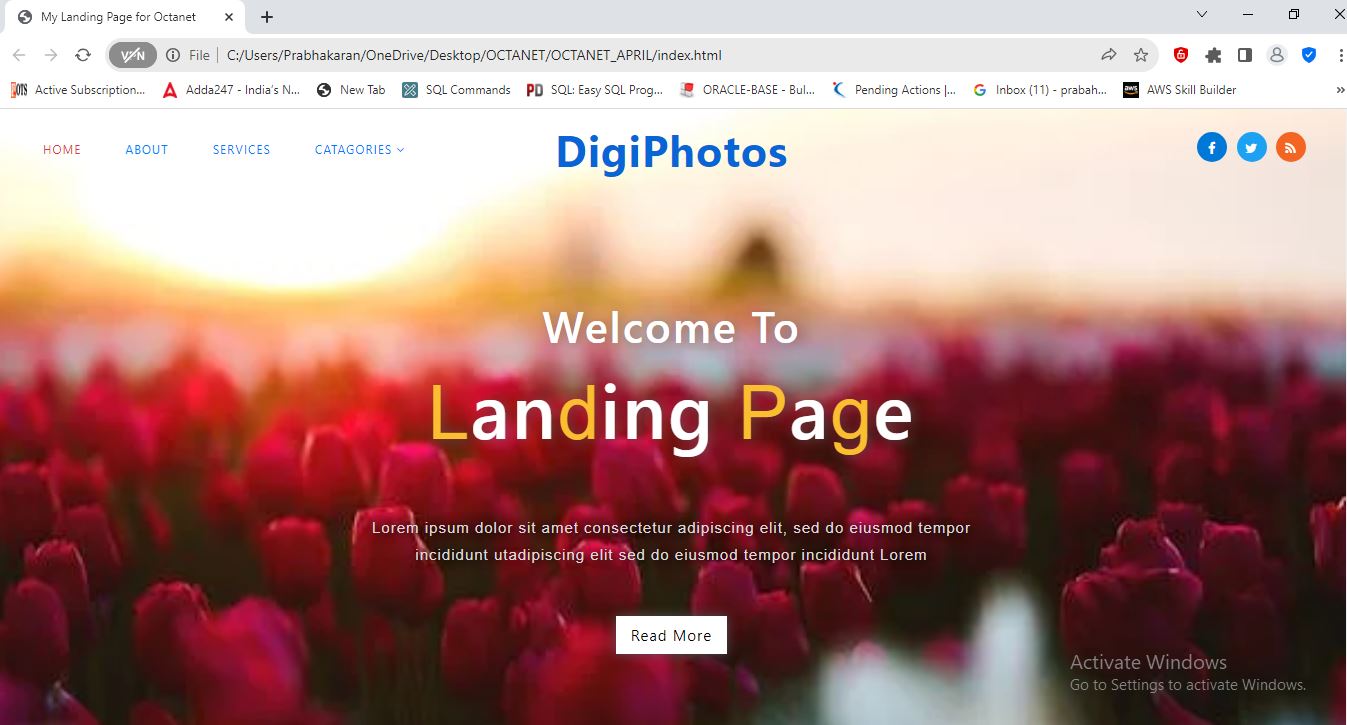 My Landing Page for Octanet
VPN File C:/Users/Prabhakaran/OneDrive/Desktop/OCTANET/OCTANET_APRIL/index.html
Active Subscription... Adda247 - India's N... New Tab SQL Commands PD SQL: Easy SQL Prog... ORACLE-BASE - Bul... Pending Actions |... G Inbox (11) - prabah... aws AWS Skill Builder »
HOME ABOUT SERVICES CATAGORIES DigiPhotos
Welcome To
Landing Page
Lorem ipsum dolor sit amet consectetur adipiscing elit, sed do eiusmod tempor
incididunt utadipiscing elit sed do eiusmod tempor incididunt Lorem
Read More
Activate Windows
Go to Settings to activate Windows.